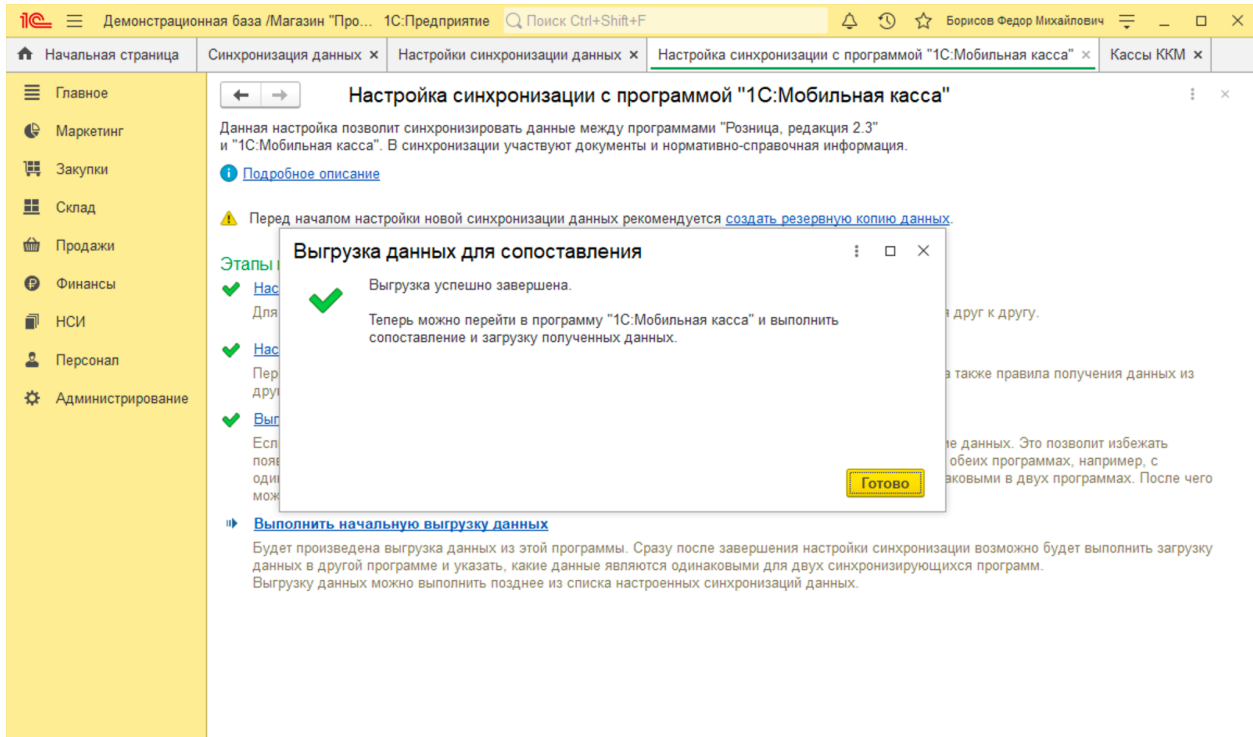 1С Демонстрационная база /Магазин "Про... 1С:Предприятие Поиск Ctrl+Shift+F Борисов Федор Михайлович
Начальная страница Синхронизация данных × Настройки синхронизации данных × Настройка синхронизации с программой "1С:Мобильная касса" × Кассы ККМ ×
Главное
Маркетинг
Закупки
Склад
Продажи
Финансы
НСИ
Персонал
Администрирование
Настройка синхронизации с программой "1С:Мобильная касса"
Данная настройка позволит синхронизировать данные между программами "Розница, редакция 2.3"
и "1С:Мобильная касса". В синхронизации участвуют документы и нормативно-справочная информация.
Подробное описание
Перед началом настройки новой синхронизации данных рекомендуется создать резервную копию данных.
Этапы
Выгрузка данных для сопоставления
Выгрузка успешно завершена.
Теперь можно перейти в программу "1С:Мобильная касса" и выполнить
сопоставление и загрузку полученных данных.
Готово
Нас
Для друг к другу.
Нас
Пер а также правила получения данных из
дру
Выг
Есл ие данных. Это позволит избежать
поя обеих программах, например, с
оди аковыми в двух программах. После чего
мож
Выполнить начальную выгрузку данных
Будет произведена выгрузка данных из этой программы. Сразу после завершения настройки синхронизации возможно будет выполнить загрузку
данных в другой программе и указать, какие данные являются одинаковыми для двух синхронизирующихся программ.
Выгрузку данных можно выполнить позднее из списка настроенных синхронизаций данных.